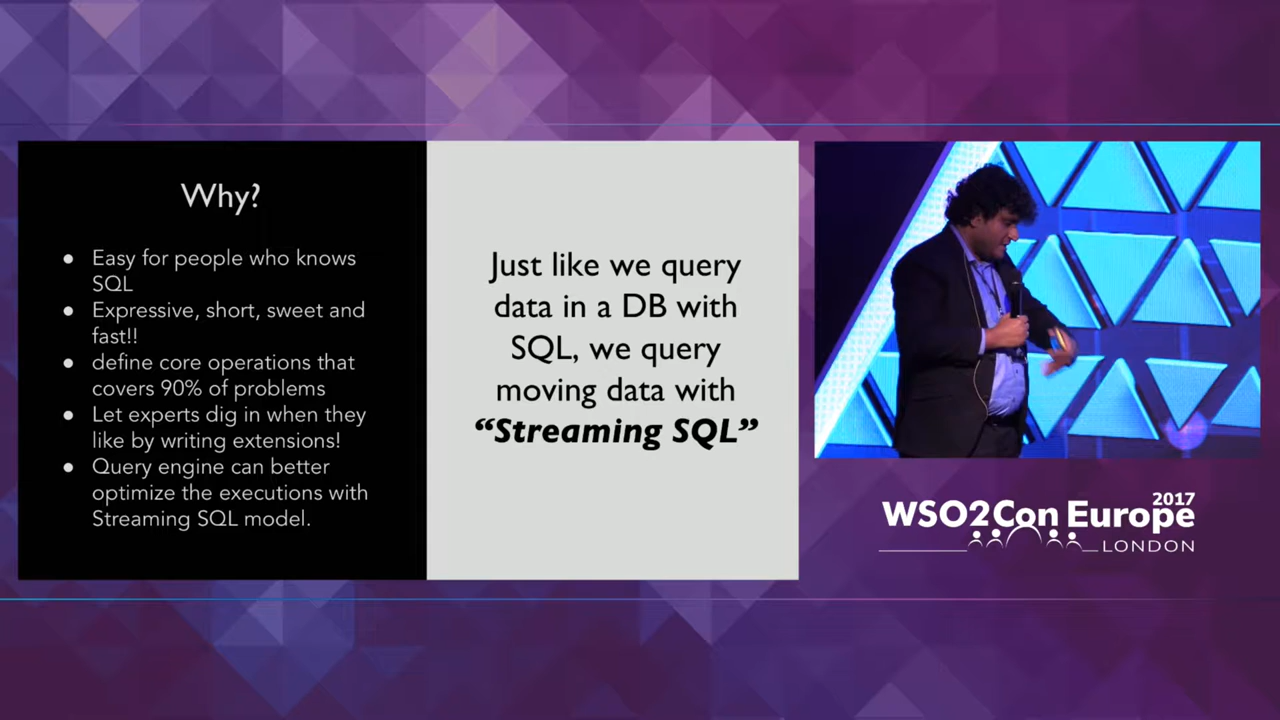 Why?
● Easy for people who knows
SQL
● Expressive, short, sweet and
fast!!
● define core operations that
covers 90% of problems
● Let experts dig in when they
like by writing extensions!
● Query engine can better
optimize the executions with
Streaming SQL model.
Just like we query
data in a DB with
SQL, we query
moving data with
“Streaming SQL”
2017
WSO2Con Europe
LONDON